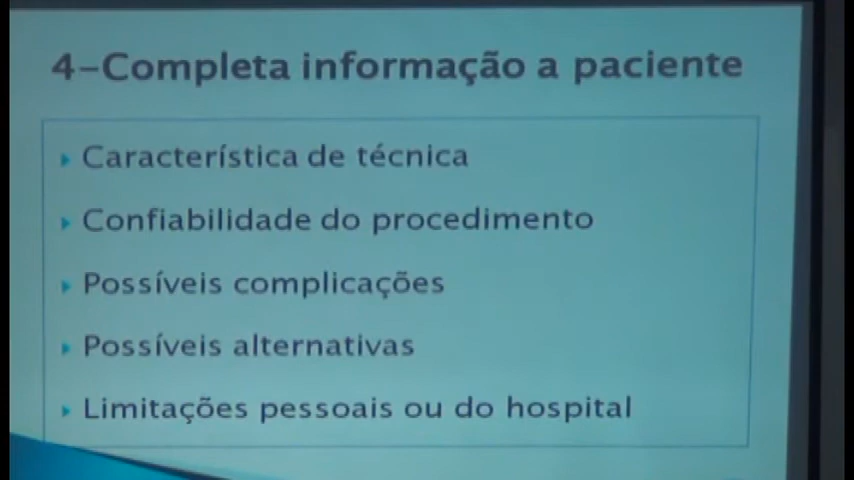 4-Completa informação a paciente
Característica de técnica
Confiabilidade do procedimento
Possíveis complicações
Possíveis alternativas
Limitações pessoais ou do hospital